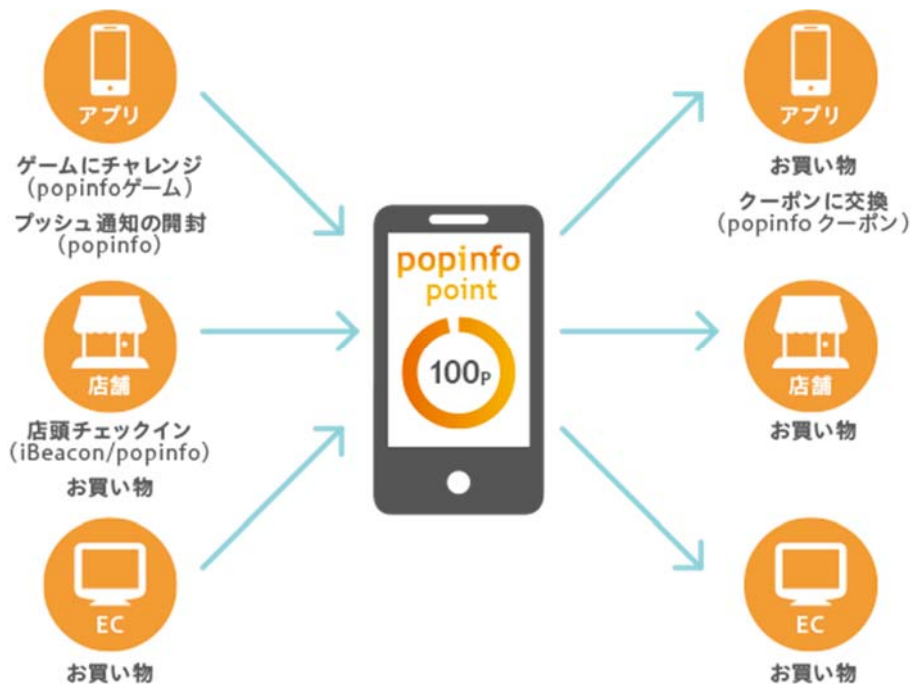 アプリ
ゲームにチャレンジ
(popinfoゲーム)
プッシュ通知の開封
(popinfo)
店舗
店頭チェックイン
(iBeacon/popinfo)
お買い物
EC
お買い物
popinfo
point
100P
アプリ
お買い物
クーポンに交換
(popinfo クーポン)
店舗
お買い物
EC
お買い物